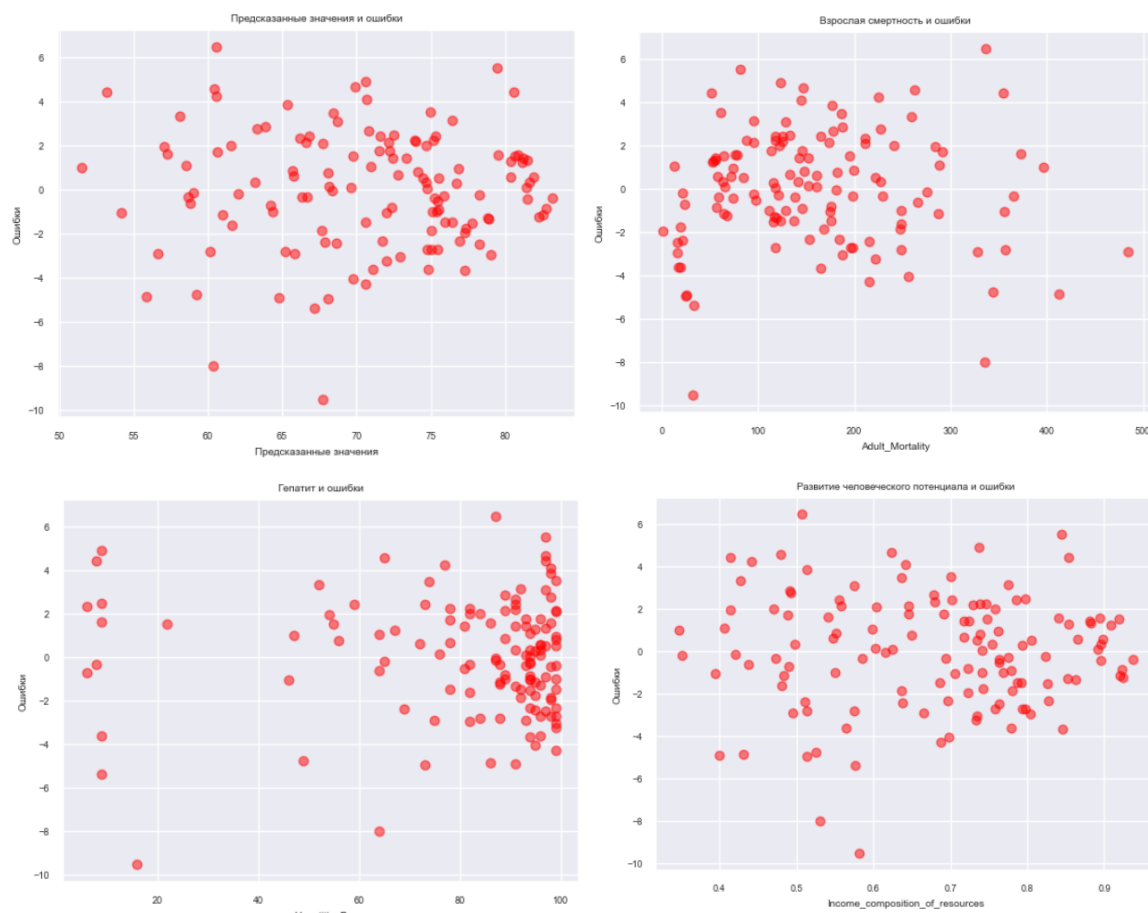 Предсказанные значения и ошибки
Ошибки
6
4
2
0
−2
−4
−6
−8
−10
50 55 60 65 70 75 80
Предсказанные значения
Взрослая смертность и ошибки
Ошибки
6
4
2
0
−2
−4
−6
−8
−10
0 100 200 300 400 500
Adult_Mortality
Гепатит и ошибки
Ошибки
6
4
2
0
−2
−4
−6
−8
−10
20 40 60 80 100
Развитие человеческого потенциала и ошибки
Ошибки
6
4
2
0
−2
−4
−6
−8
−10
0.4 0.5 0.6 0.7 0.8 0.9
Income_composition_of_resources